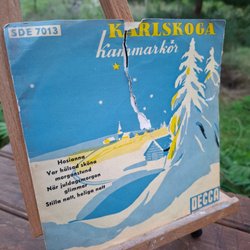 SDE 7013
KARLSKOGA
Kammarkör
Hosianna
Var hälsad sköna
morgonstund
När juldagsmorgon
glimmar
Stilla natt, heliga natt
DECCA